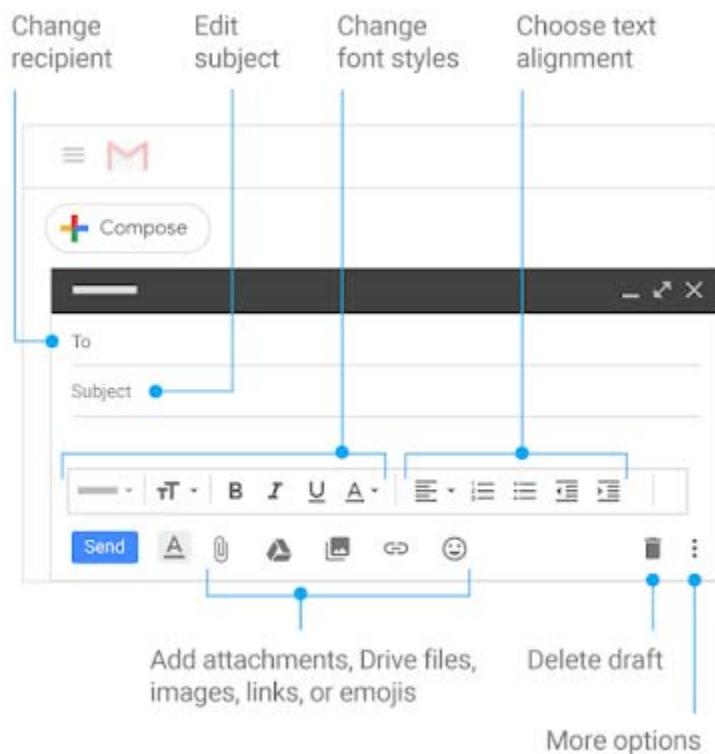 Change recipient
Edit subject
Change font styles
Choose text alignment
Compose
To
Subject
B I U A
Send A
Add attachments, Drive files,
images, links, or emojis
Delete draft
More options